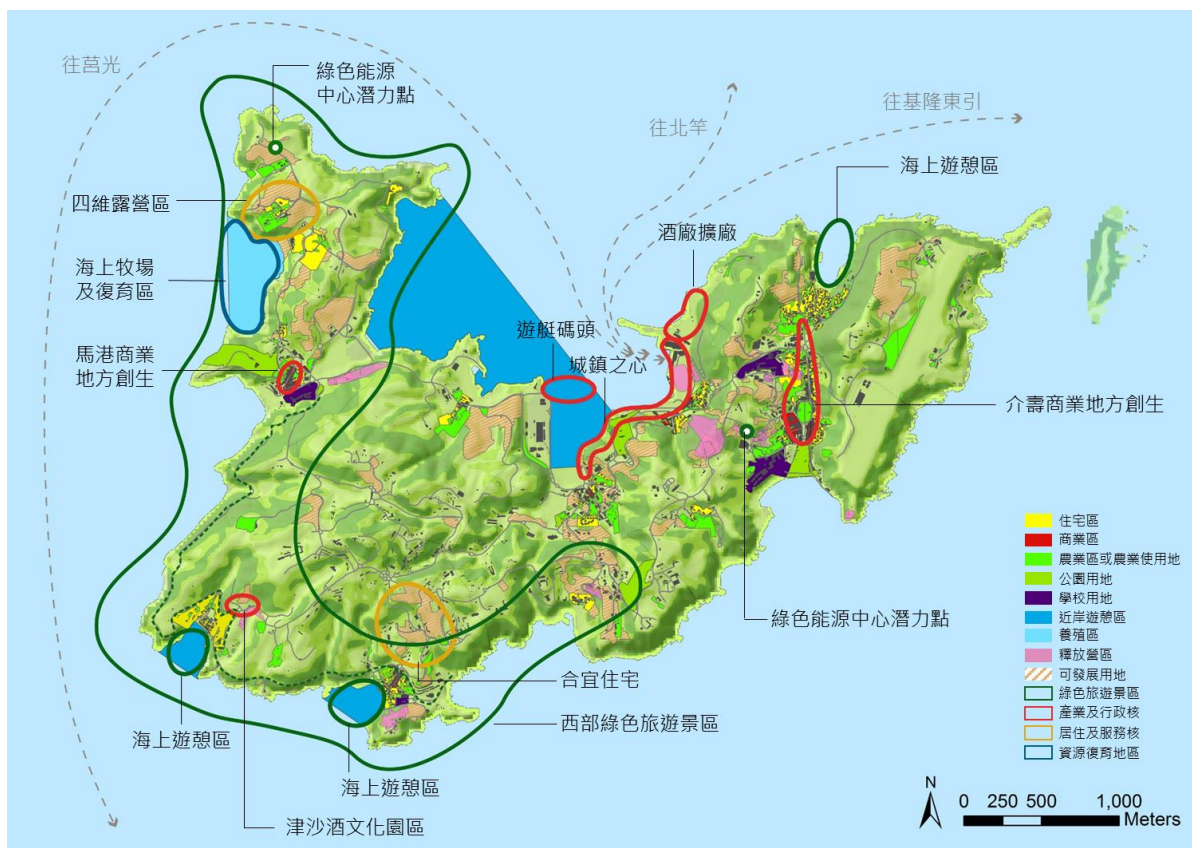 往莒光
綠色能源
中心潛力點
往北竿
往基隆東引
海上遊憩區
四維露營區
酒廠擴廠
海上牧場
及復育區
遊艇碼頭
城鎮之心
馬港商業
地方創生
介壽商業地方創生
住宅區
商業區
農業區或農業使用地
公園用地
學校用地
近岸遊憩區
養殖區
釋放營區
可發展用地
綠色旅遊景區
產業及行政核
居住及服務核
資源復育地區
綠色能源中心潛力點
合宜住宅
西部綠色旅遊景區
海上遊憩區
海上遊憩區
津沙酒文化園區
N
0 250 500 1,000
Meters